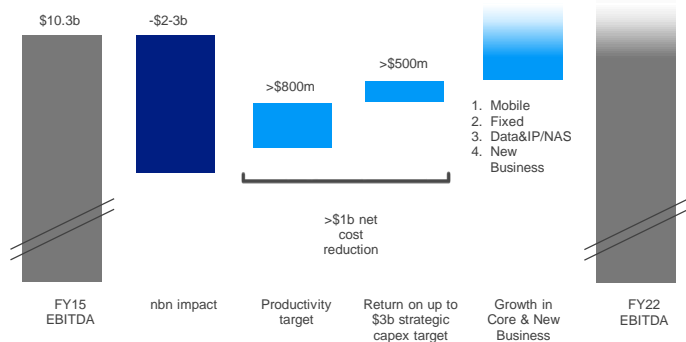 $10.3b
-$2-3b
>$800m
>$500m
1. Mobile
2. Fixed
3. Data&IP/NAS
4. New
Business
>$1b net
cost
reduction
FY15
EBITDA
nbn impact
Productivity
target
Return on up to
$3b strategic
capex target
Growth in
Core & New
Business
FY22
EBITDA